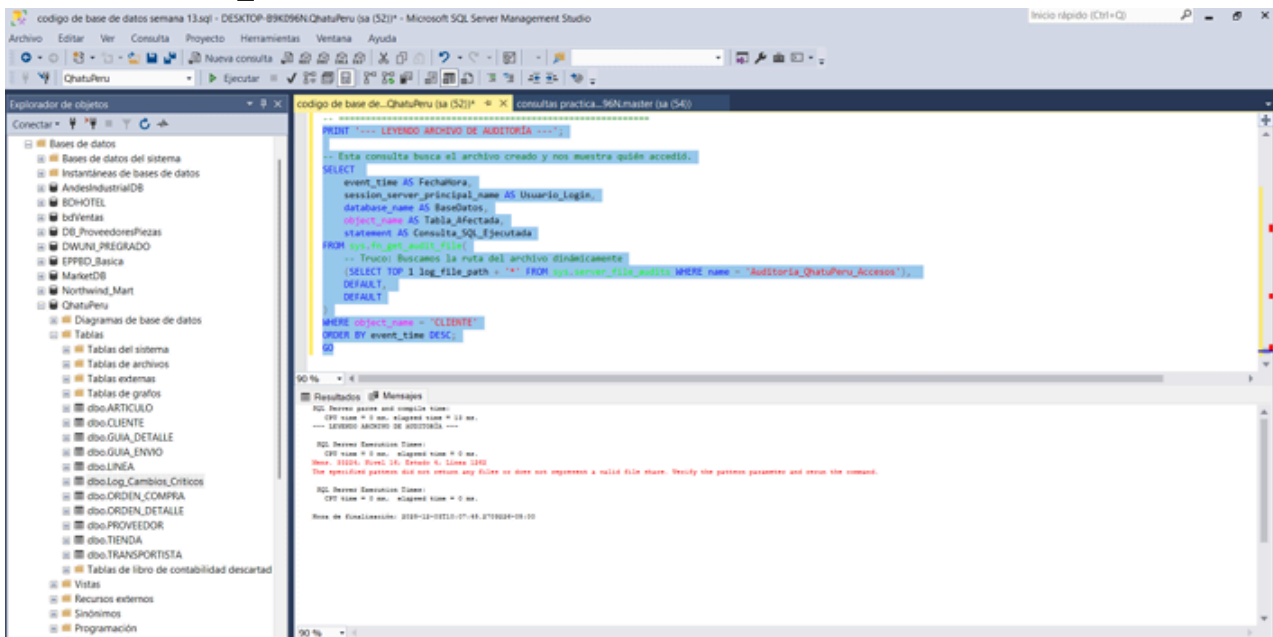 codigo de base de datos semana 13.sql - DESKTOP-B9K096N.QhatuPeru (sa (52))* - Microsoft SQL Server Management Studio
Inicio rápido (Ctrl+Q)
Archivo Editar Ver Consulta Proyecto Herramientas Ventana Ayuda
Nueva consulta
QhatuPeru
Ejecutar
Explorador de objetos
codigo de base de...QhatuPeru (sa (52))*
consultas practica...96N.master (sa (54))
Conectar
Bases de datos
Bases de datos del sistema
Instantáneas de bases de datos
AndesIndustrialDB
BDHOTEL
bdVentas
DB_ProveedoresPiezas
DWUNI_PREGRADO
EPPBD_Basica
MarketDB
Northwind_Mart
QhatuPeru
Diagramas de base de datos
Tablas
Tablas del sistema
Tablas de archivos
Tablas externas
Tablas de grafos
dbo.ARTICULO
dbo.CLIENTE
dbo.GUIA_DETALLE
dbo.GUIA_ENVIO
dbo.LINEA
dbo.Log_Cambios_Criticos
dbo.ORDEN_COMPRA
dbo.ORDEN_DETALLE
dbo.PROVEEDOR
dbo.TIENDA
dbo.TRANSPORTISTA
Tablas de libro de contabilidad descartad
Vistas
Recursos externos
Sinónimos
Programación
PRINT '--- LEYENDO ARCHIVO DE AUDITORÍA ---';
-- Esta consulta busca el archivo creado y nos muestra quién accedió.
SELECT
event_time AS FechaHora,
session_server_principal_name AS Usuario_Login,
database_name AS BaseDatos,
object_name AS Tabla_Afectada,
statement AS Consulta_SQL_Ejecutada
FROM sys.fn_get_audit_file(
-- Truco: Buscamos la ruta del archivo dinámicamente
(SELECT TOP 1 log_file_path + '*' FROM sys.server_file_audits WHERE name = 'Auditoria_QhatuPeru_Accesos'),
DEFAULT,
DEFAULT
)
WHERE object_name = 'CLIENTE'
ORDER BY event_time DESC;
GO
90 %
Resultados Mensajes
SQL Server parse and compile time:
CPU time = 0 ms, elapsed time = 13 ms.
--- LEYENDO ARCHIVO DE AUDITORÍA ---
SQL Server Execution Times:
CPU time = 0 ms, elapsed time = 0 ms.
The specified pattern did not return any files or does not represent a valid file share. Verify the pattern parameter and rerun the command.
SQL Server Execution Times:
CPU time = 0 ms, elapsed time = 0 ms.
Hora de finalización:
90 %